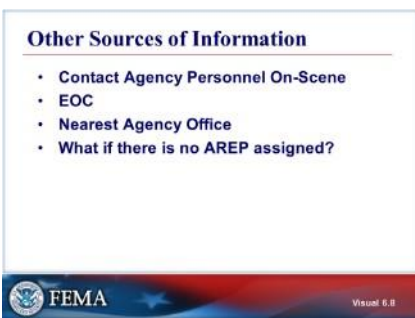 Other Sources of Information
• Contact Agency Personnel On-Scene
• EOC
• Nearest Agency Office
• What if there is no AREP assigned?
FEMA
Visual 6.8